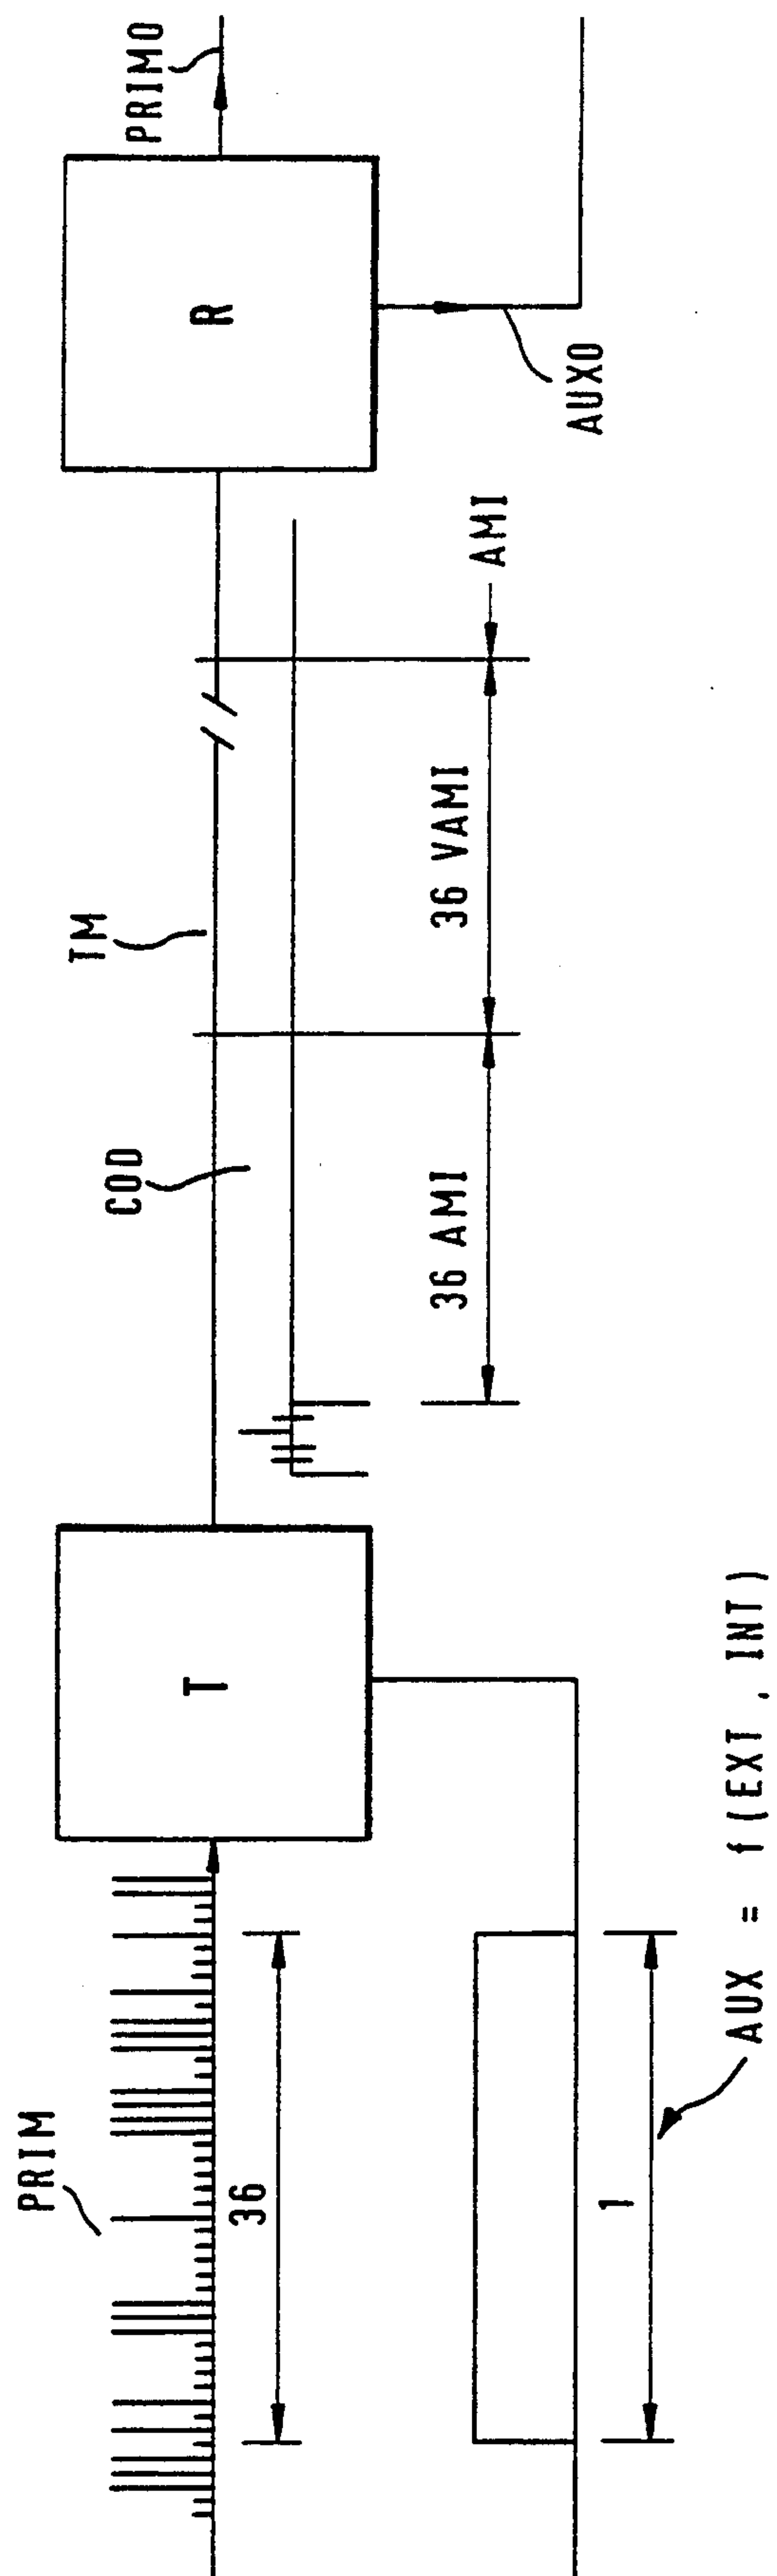 PRIM
36
1
AUX = f(EXT, INT)
T
COD
TM
36 AMI
36 VAMI
AMI
R
PRIMO
AUXO